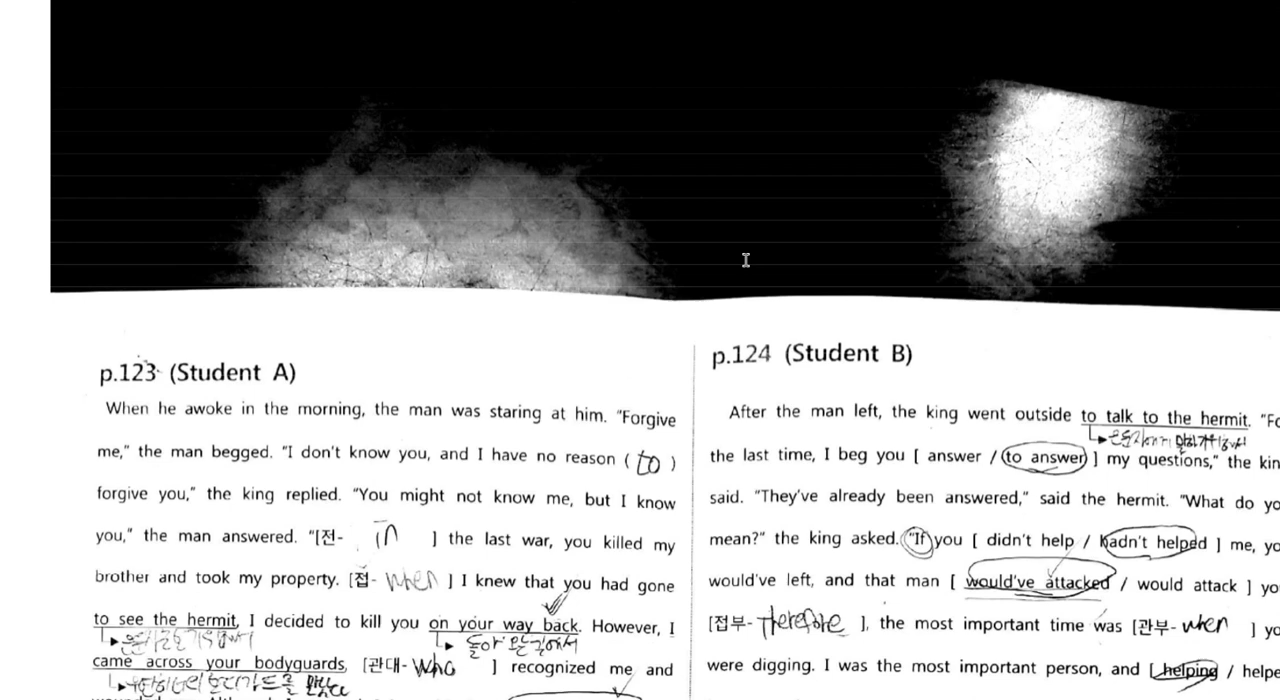 p.123 (Student A)
When he awoke in the morning, the man was staring at him. "Forgive
me," the man begged. "I don't know you, and I have no reason ( to )
forgive you," the king replied. "You might not know me, but I know
you," the man answered. "[전- in ] the last war, you killed my
brother and took my property. [접- when ] I knew that you had gone
to see the hermit, I decided to kill you on your way back. However, I
came across your bodyguards, [관대- who ] recognized me and
p.124 (Student B)
After the man left, the king went outside to talk to the hermit. "Fo
the last time, I beg you [ answer / to answer ] my questions," the kin
said. "They've already been answered," said the hermit. "What do yo
mean?" the king asked. "If you [ didn't help / hadn't helped ] me, yo
would've left, and that man [ would've attacked / would attack ] yo
[접부- therefore ], the most important time was [관부- when ] yo
were digging. I was the most important person, and [ helping / helpe